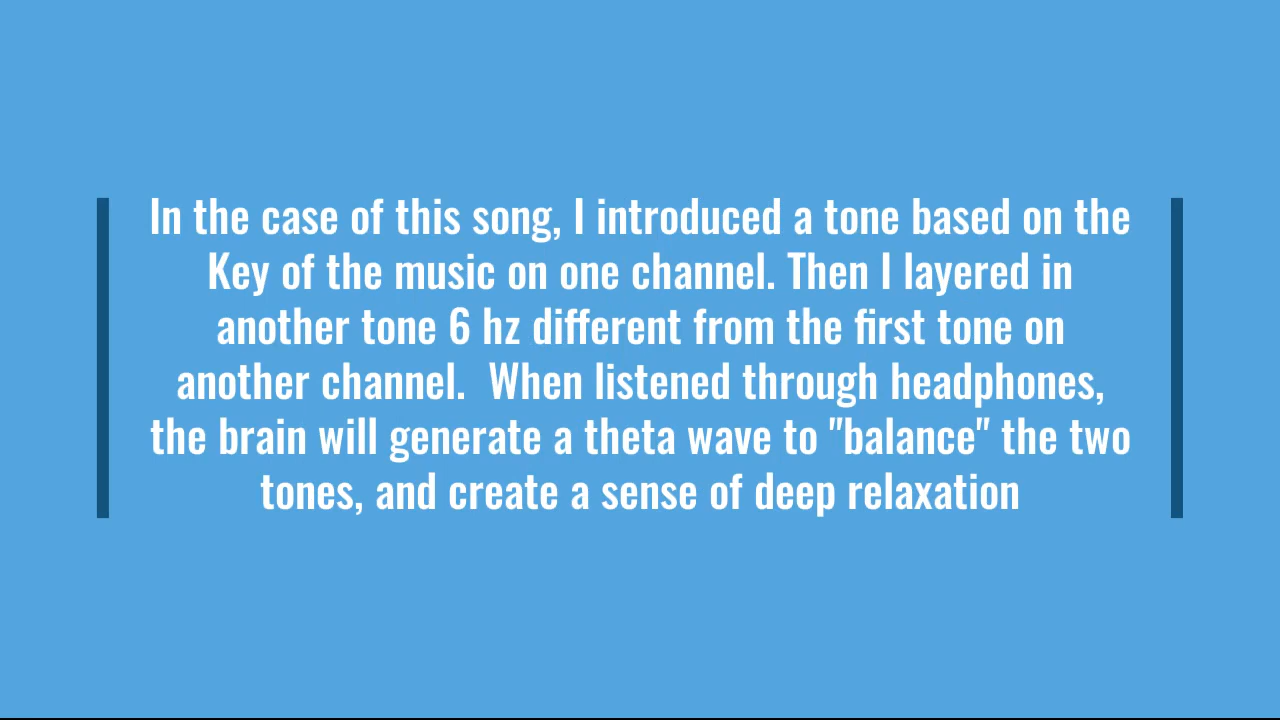 In the case of this song, I introduced a tone based on the
Key of the music on one channel. Then I layered in
another tone 6 hz different from the first tone on
another channel.  When listened through headphones,
the brain will generate a theta wave to "balance" the two
tones, and create a sense of deep relaxation